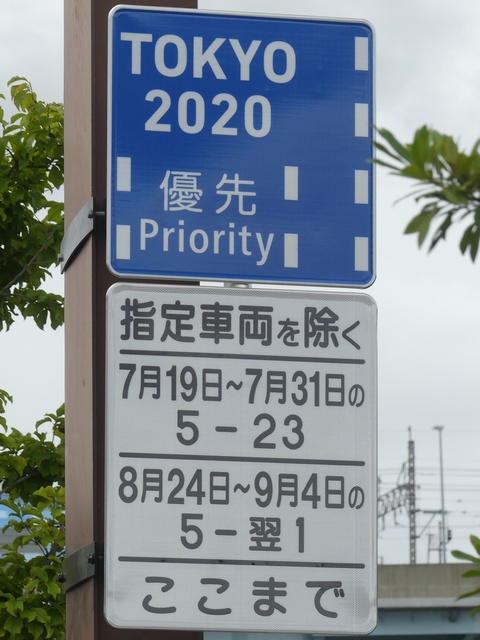 TOKYO
2020
優先
Priority
指定車両を除く
7月19日~7月31日の
5-23
8月24日~9月4日の
5-翌1
ここまで